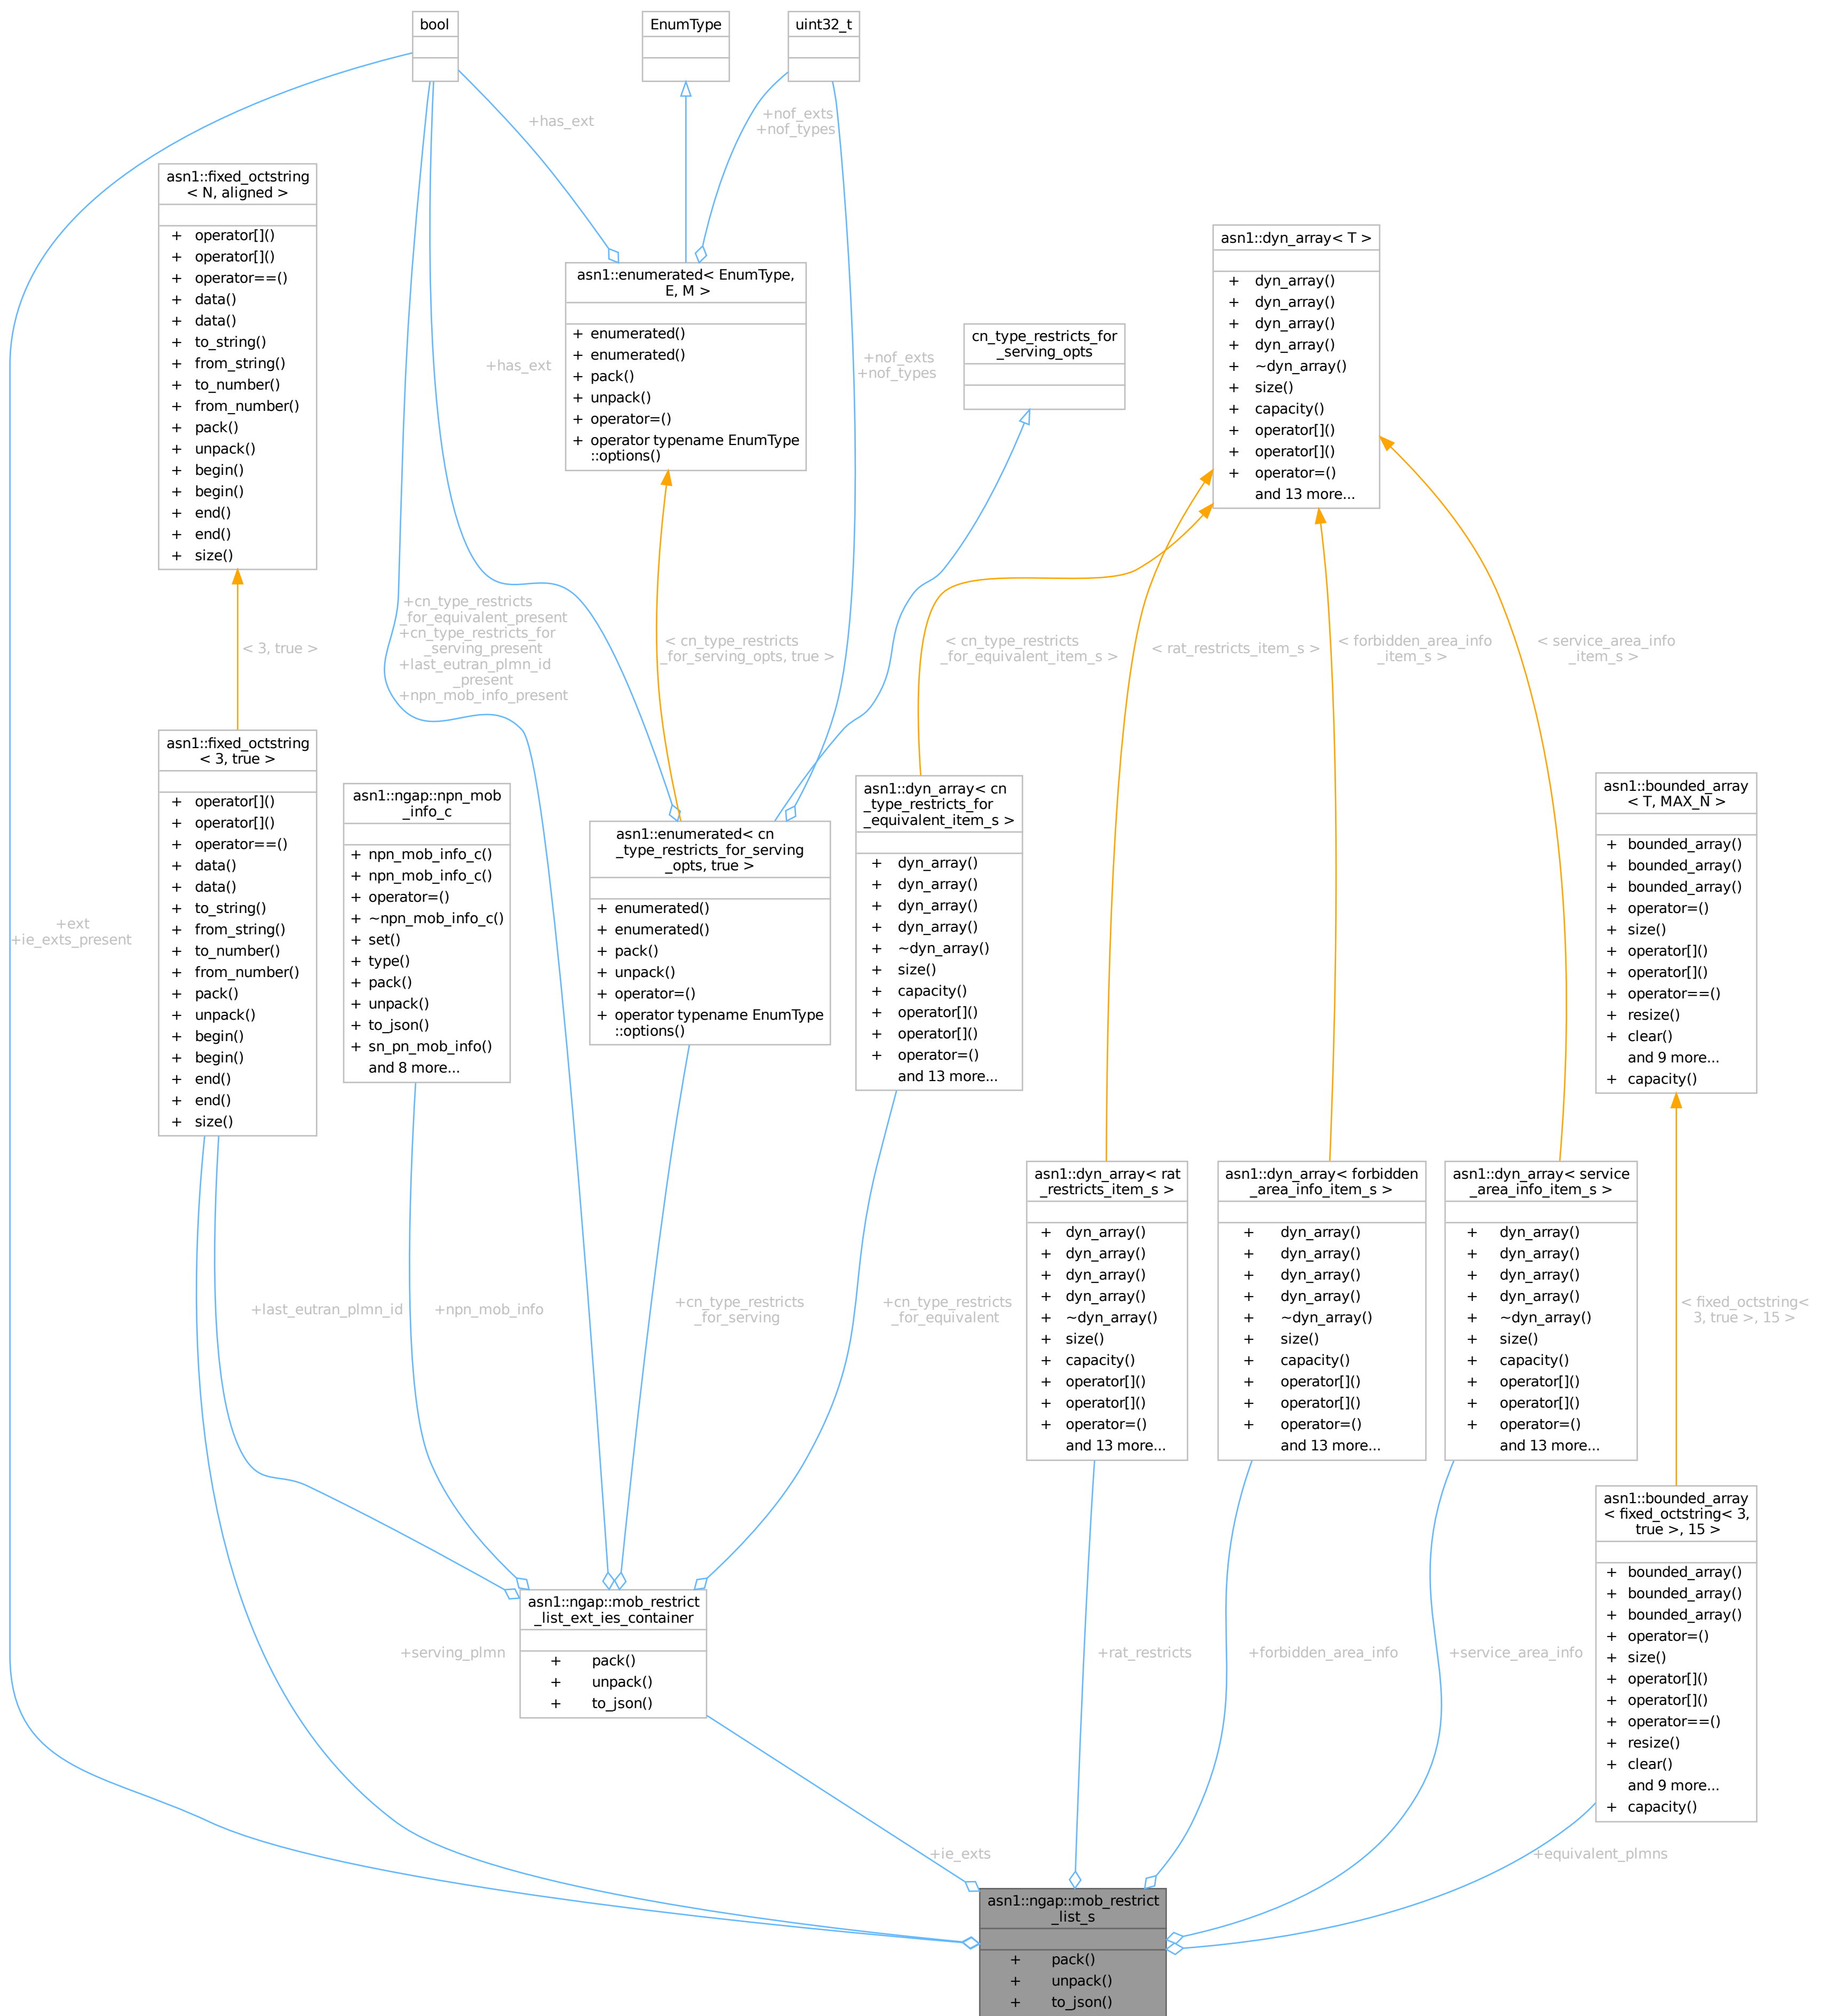 bool
EnumType
uint32_t
+has_ext
+nof_exts
+nof_types
asn1::fixed_octstring
< N, aligned >
+ operator[]()
+ operator[]()
+ operator==()
+ data()
+ data()
+ to_string()
+ from_string()
+ to_number()
+ from_number()
+ pack()
+ unpack()
+ begin()
+ begin()
+ end()
+ end()
+ size()
asn1::enumerated< EnumType,
E, M >
+ enumerated()
+ enumerated()
+ pack()
+ unpack()
+ operator=()
+ operator typename EnumType
::options()
asn1::dyn_array< T >
+ dyn_array()
+ dyn_array()
+ dyn_array()
+ dyn_array()
+ ~dyn_array()
+ size()
+ capacity()
+ operator[]()
+ operator[]()
+ operator=()
and 13 more...
cn_type_restricts_for
_serving_opts
+has_ext
+nof_exts
+nof_types
+cn_type_restricts
_for_equivalent_present
+cn_type_restricts_for
_serving_present
+last_eutran_plmn_id
_present
+npn_mob_info_present
< 3, true >
< cn_type_restricts
_for_serving_opts, true >
< cn_type_restricts
_for_equivalent_item_s >
< rat_restricts_item_s >
< forbidden_area_info
_item_s >
< service_area_info
_item_s >
asn1::fixed_octstring
< 3, true >
+ operator[]()
+ operator[]()
+ operator==()
+ data()
+ data()
+ to_string()
+ from_string()
+ to_number()
+ from_number()
+ pack()
+ unpack()
+ begin()
+ begin()
+ end()
+ end()
+ size()
asn1::ngap::npn_mob
_info_c
+ npn_mob_info_c()
+ npn_mob_info_c()
+ operator=()
+ ~npn_mob_info_c()
+ set()
+ type()
+ pack()
+ unpack()
+ to_json()
+ sn_pn_mob_info()
and 8 more...
asn1::enumerated< cn
_type_restricts_for_serving
_opts, true >
+ enumerated()
+ enumerated()
+ pack()
+ unpack()
+ operator=()
+ operator typename EnumType
::options()
asn1::dyn_array< cn
_type_restricts_for
_equivalent_item_s >
+ dyn_array()
+ dyn_array()
+ dyn_array()
+ dyn_array()
+ ~dyn_array()
+ size()
+ capacity()
+ operator[]()
+ operator[]()
+ operator=()
and 13 more...
asn1::bounded_array
< T, MAX_N >
+ bounded_array()
+ bounded_array()
+ bounded_array()
+ operator=()
+ size()
+ operator[]()
+ operator[]()
+ operator==()
+ resize()
+ clear()
and 9 more...
+ capacity()
+ext
+ie_exts_present
asn1::dyn_array< rat
_restricts_item_s >
+ dyn_array()
+ dyn_array()
+ dyn_array()
+ dyn_array()
+ ~dyn_array()
+ size()
+ capacity()
+ operator[]()
+ operator[]()
+ operator=()
and 13 more...
asn1::dyn_array< forbidden
_area_info_item_s >
+ dyn_array()
+ dyn_array()
+ dyn_array()
+ dyn_array()
+ ~dyn_array()
+ size()
+ capacity()
+ operator[]()
+ operator[]()
+ operator=()
and 13 more...
asn1::dyn_array< service
_area_info_item_s >
+ dyn_array()
+ dyn_array()
+ dyn_array()
+ dyn_array()
+ ~dyn_array()
+ size()
+ capacity()
+ operator[]()
+ operator[]()
+ operator=()
and 13 more...
+last_eutran_plmn_id
+npn_mob_info
+cn_type_restricts
_for_serving
+cn_type_restricts
_for_equivalent
< fixed_octstring<
3, true >, 15 >
asn1::bounded_array
< fixed_octstring< 3,
true >, 15 >
+ bounded_array()
+ bounded_array()
+ bounded_array()
+ operator=()
+ size()
+ operator[]()
+ operator[]()
+ operator==()
+ resize()
+ clear()
and 9 more...
+ capacity()
asn1::ngap::mob_restrict
_list_ext_ies_container
+ pack()
+ unpack()
+ to_json()
+serving_plmn
+rat_restricts
+forbidden_area_info
+service_area_info
+ie_exts
+equivalent_plmns
asn1::ngap::mob_restrict
_list_s
+ pack()
+ unpack()
+ to_json()